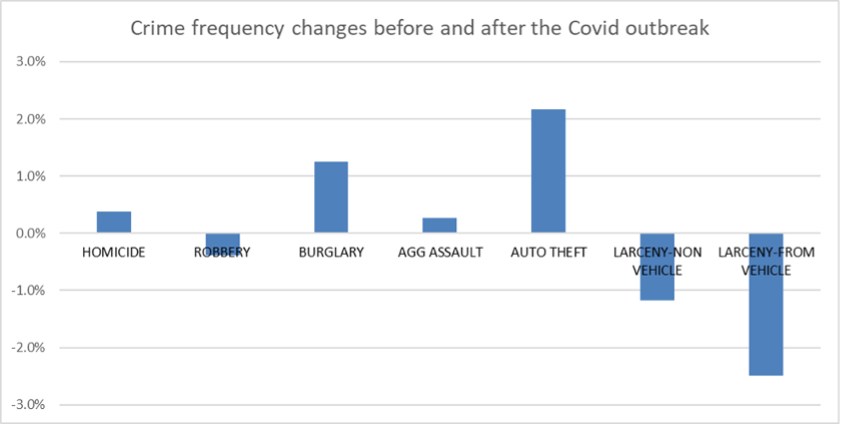 Crime frequency changes before and after the Covid outbreak
3.0%
2.0%
1.0%
0.0%
HOMICIDE ROBBERY BURGLARY AGG ASSAULT AUTO THEFT LARCENY-NON LARCENY-FROM
VEHICLE VEHICLE
-1.0%
-2.0%
-3.0%